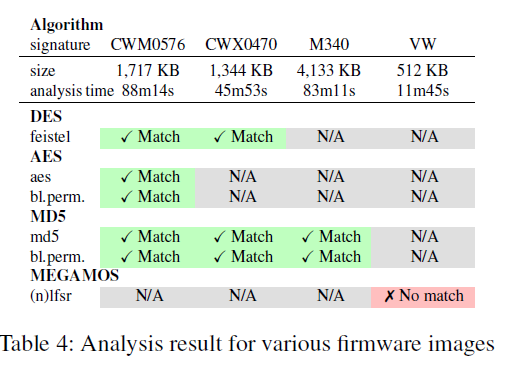 Algorithm
signature CWM0576 CWX0470 M340 VW
size 1,717 KB 1,344 KB 4,133 KB 512 KB
analysis time 88m14s 45m53s 83m11s 11m45s
DES
feistel ✓ Match ✓ Match N/A N/A
AES
aes ✓ Match N/A N/A N/A
bl.perm. ✓ Match N/A N/A N/A
MD5
md5 ✓ Match ✓ Match ✓ Match N/A
bl.perm. ✓ Match ✓ Match ✓ Match N/A
MEGAMOS
(n)lfsr N/A N/A N/A ✗ No match
Table 4: Analysis result for various firmware images